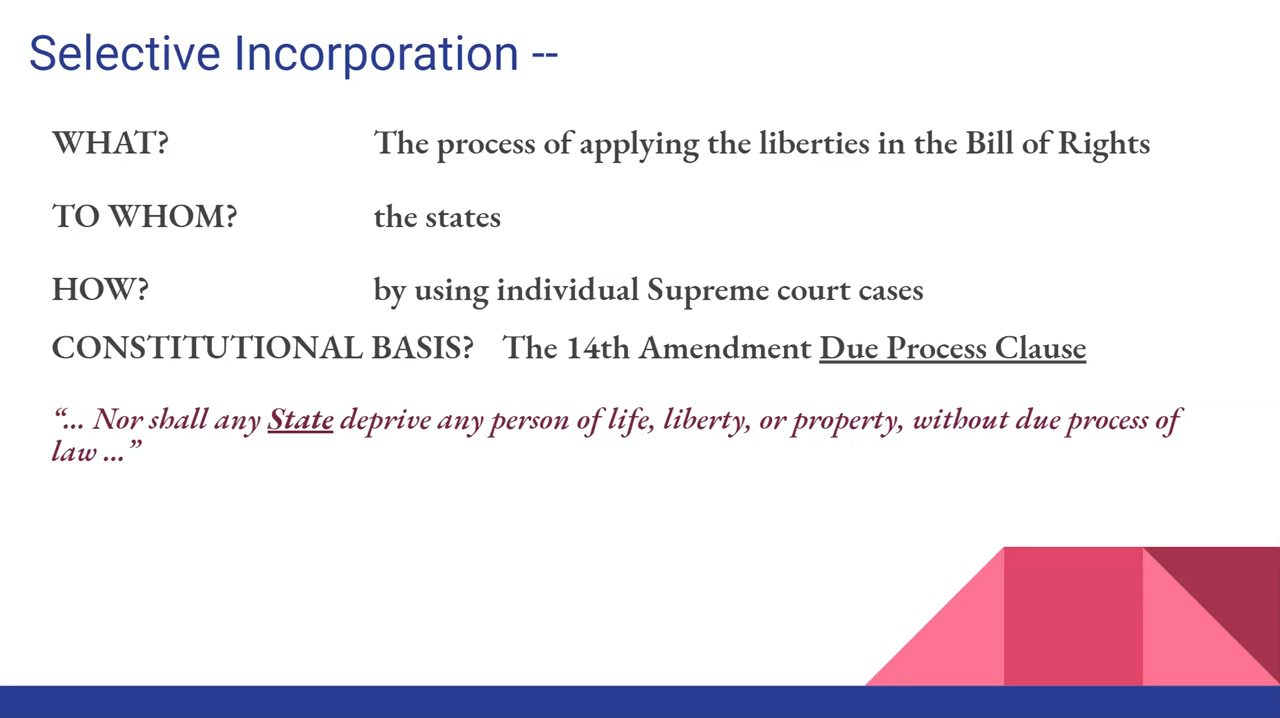 Selective Incorporation --
WHAT? The process of applying the liberties in the Bill of Rights
TO WHOM? the states
HOW? by using individual Supreme court cases
CONSTITUTIONAL BASIS? The 14th Amendment Due Process Clause
“... Nor shall any State deprive any person of life, liberty, or property, without due process of
law ...”